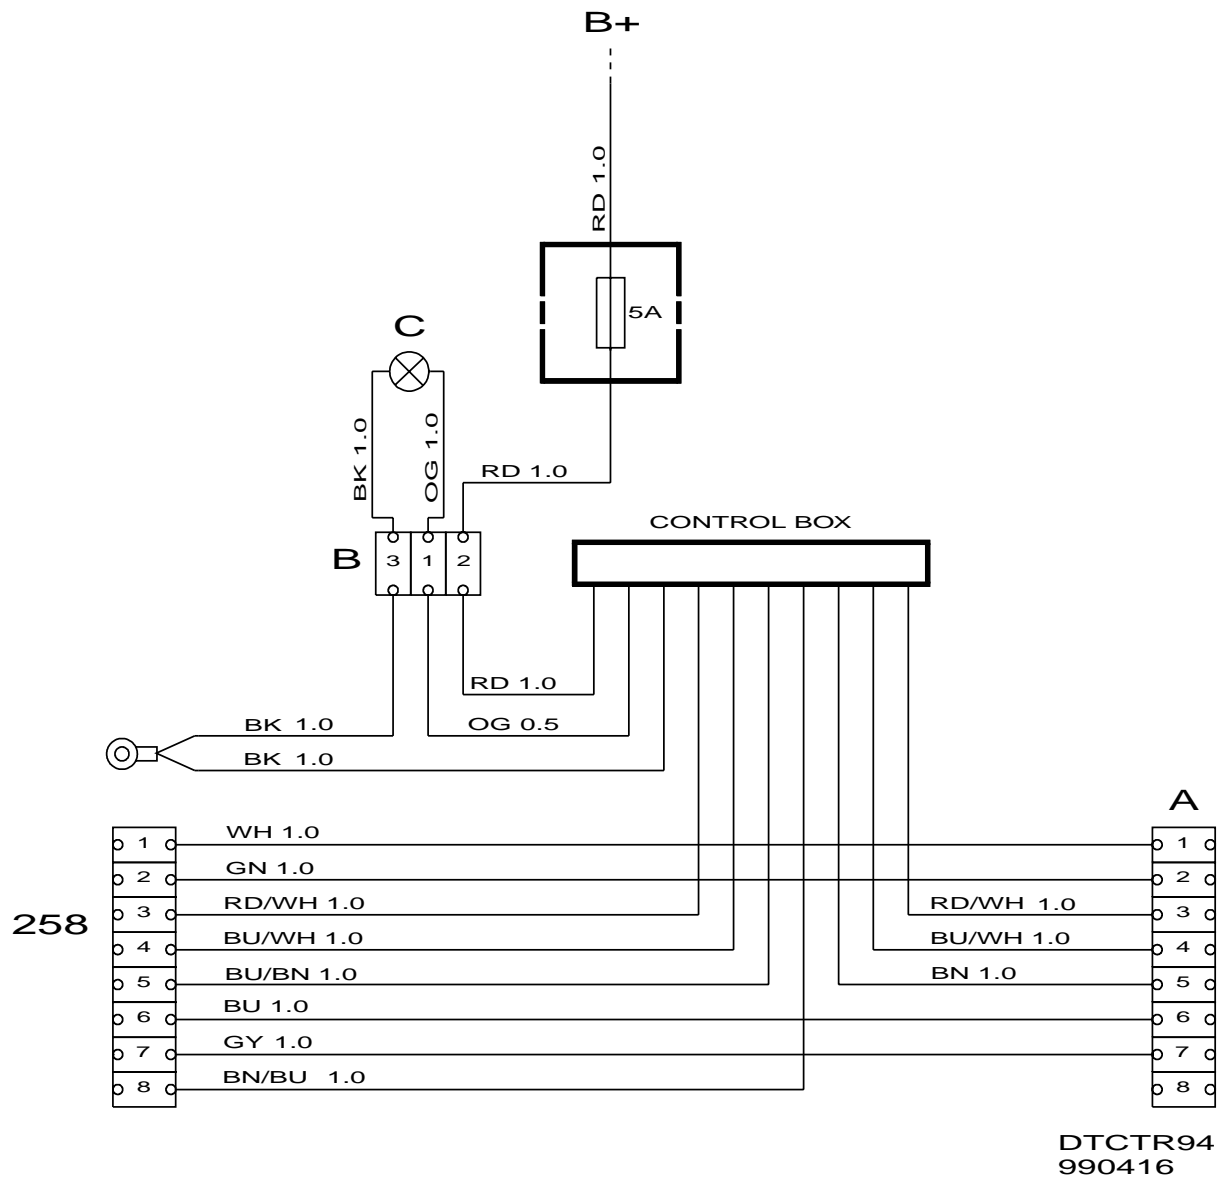 B+
RD 1.0
5A
C
BK 1.0
OG 1.0
RD 1.0
CONTROL BOX
B
3 1 2
RD 1.0
BK 1.0
OG 0.5
BK 1.0
A
1 WH 1.0 1
2 GN 1.0 2
3 RD/WH 1.0 RD/WH 1.0 3
258
4 BU/WH 1.0 BU/WH 1.0 4
5 BU/BN 1.0 BN 1.0 5
6 BU 1.0 6
7 GY 1.0 7
8 BN/BU 1.0 8
DTCTR94
990416